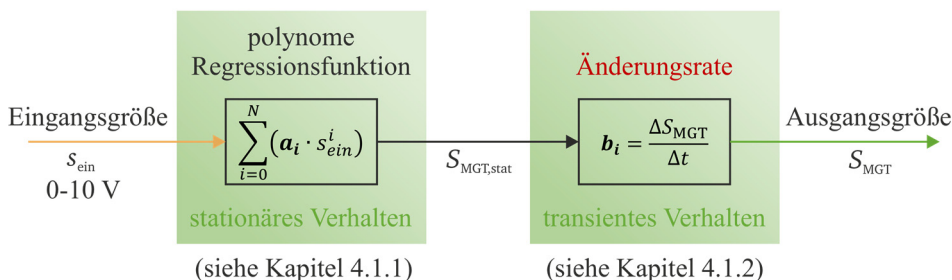 polynome
Regressionsfunktion
Änderungsrate
Eingangsgröße
s_ein
0-10 V
∑_{i=0}^{N} (a_i · s_ein^i)
S_MGT,stat
b_i = ΔS_MGT / Δt
Ausgangsgröße
S_MGT
stationäres Verhalten
transientes Verhalten
(siehe Kapitel 4.1.1)
(siehe Kapitel 4.1.2)